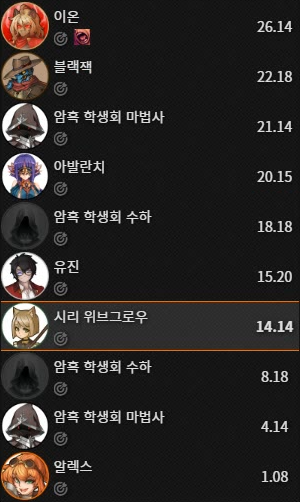 이온
26.14
블랙잭
22.18
암흑 학생회 마법사
21.14
아발란치
20.15
암흑 학생회 수하
18.18
유진
15.20
시리 위브그로우
14.14
암흑 학생회 수하
8.18
암흑 학생회 마법사
4.14
알렉스
1.08